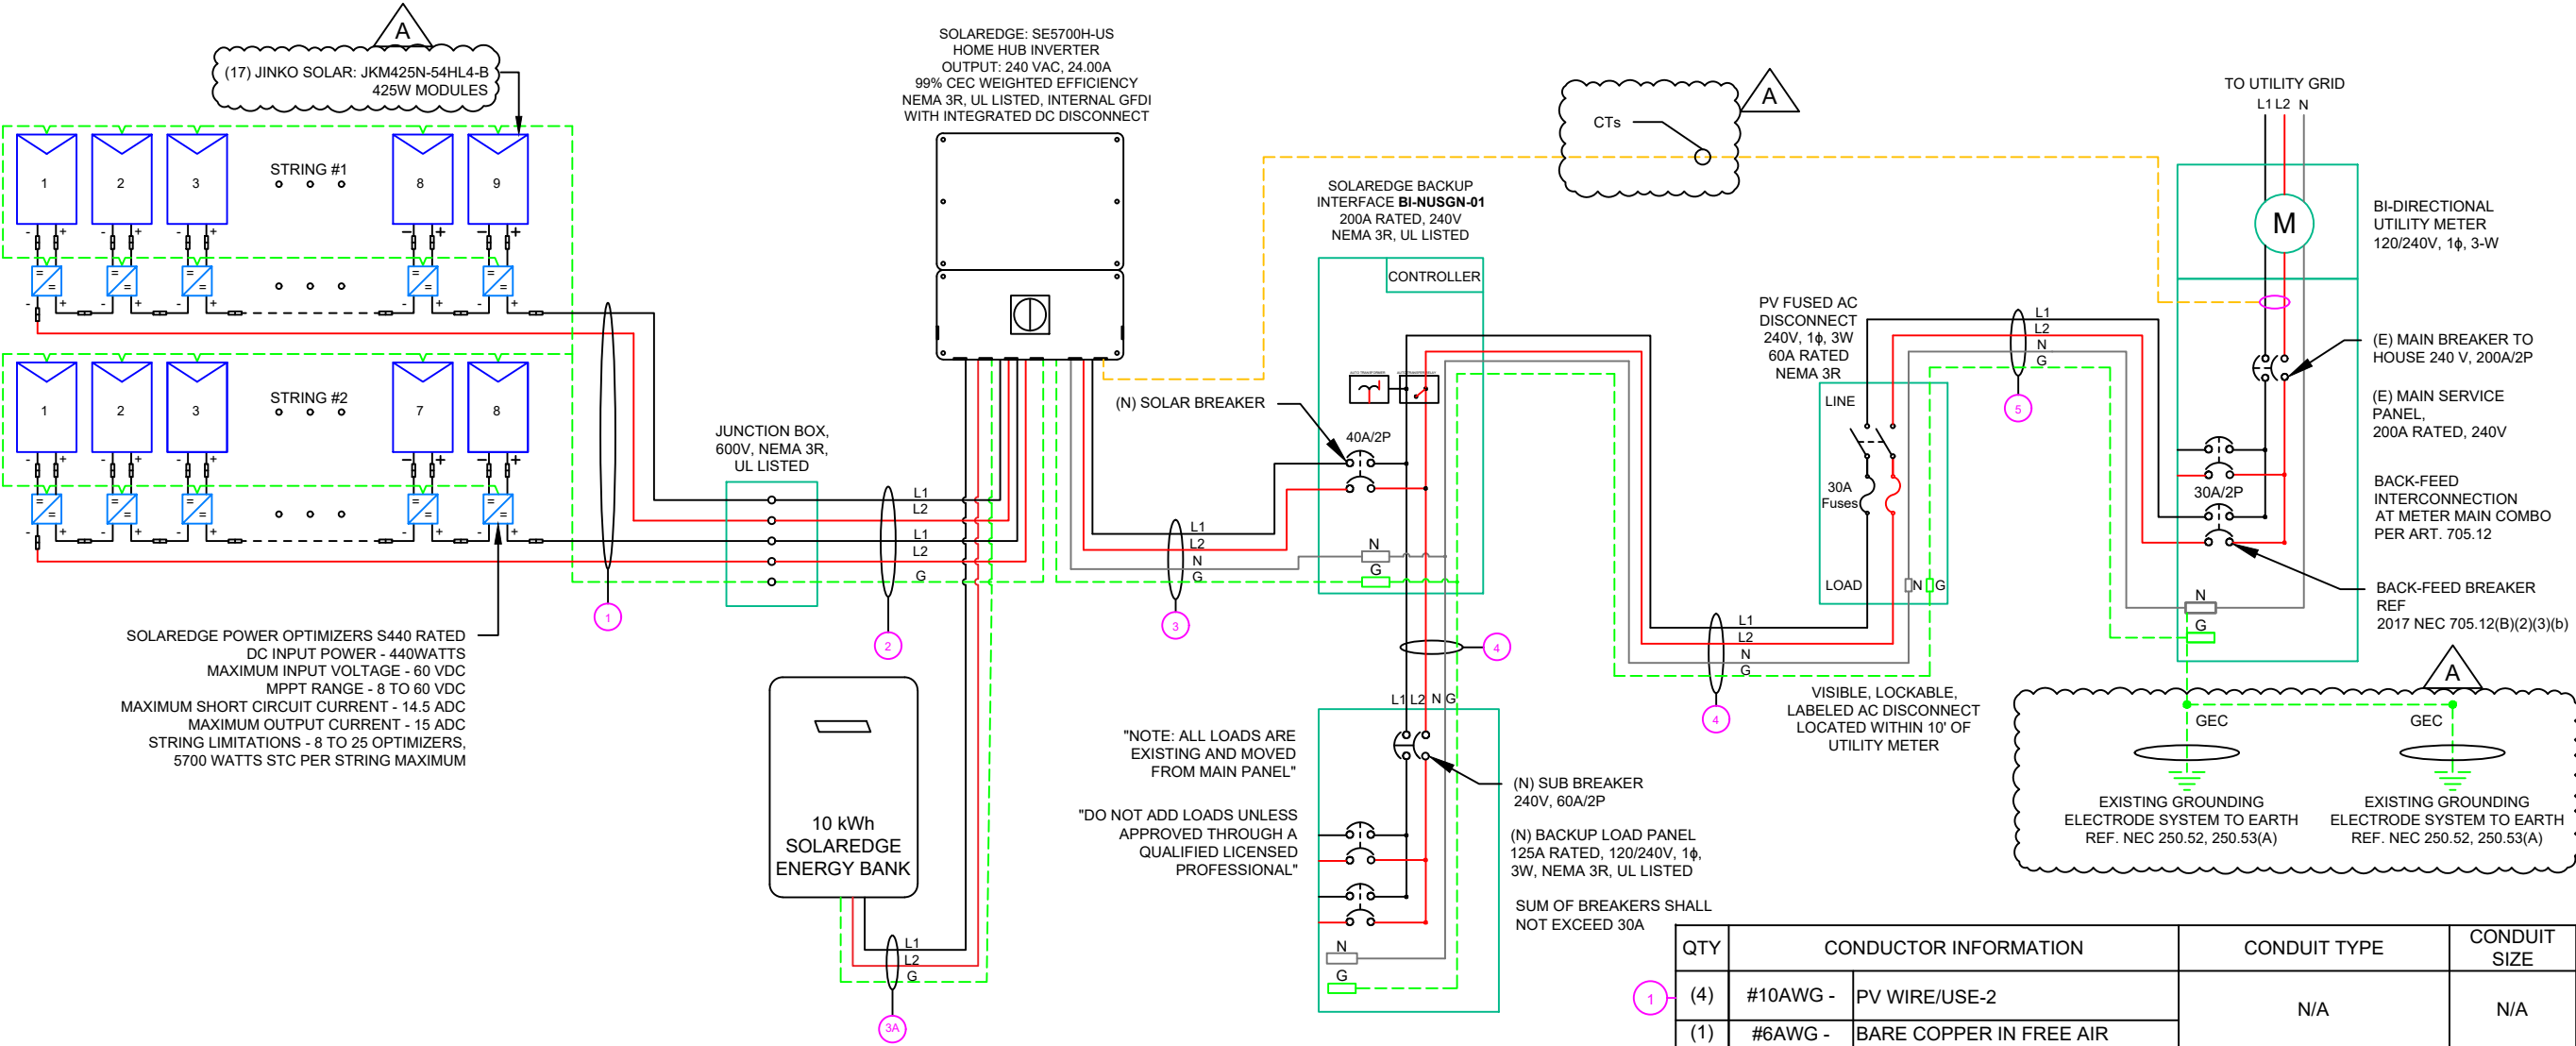 A
(17) JINKO SOLAR: JKM425N-54HL4-B
425W MODULES
1
2
3
STRING #1
8
9
- + - + - + - + - +
= = = = = = = = = =
- + - + - + - + - +
1
2
3
STRING #2
7
8
- + - + - + - + - +
= = = = = = = = = =
- + - + - + - + - +
SOLAREDGE POWER OPTIMIZERS S440 RATED
DC INPUT POWER - 440WATTS
MAXIMUM INPUT VOLTAGE - 60 VDC
MPPT RANGE - 8 TO 60 VDC
MAXIMUM SHORT CIRCUIT CURRENT - 14.5 ADC
MAXIMUM OUTPUT CURRENT - 15 ADC
STRING LIMITATIONS - 8 TO 25 OPTIMIZERS,
5700 WATTS STC PER STRING MAXIMUM
1
JUNCTION BOX,
600V, NEMA 3R,
UL LISTED
L1
L2
L1
L2
G
2
SOLAREDGE: SE5700H-US
HOME HUB INVERTER
OUTPUT: 240 VAC, 24.00A
99% CEC WEIGHTED EFFICIENCY
NEMA 3R, UL LISTED, INTERNAL GFDI
WITH INTEGRATED DC DISCONNECT
10 kWh
SOLAREDGE
ENERGY BANK
L1
L2
G
3A
L1
L2
N
G
3
SOLAREDGE BACKUP
INTERFACE BI-NUSGN-01
200A RATED, 240V
NEMA 3R, UL LISTED
CONTROLLER
(N) SOLAR BREAKER
40A/2P
N
G
4
L1 L2 N G
"NOTE: ALL LOADS ARE
EXISTING AND MOVED
FROM MAIN PANEL"
"DO NOT ADD LOADS UNLESS
APPROVED THROUGH A
QUALIFIED LICENSED
PROFESSIONAL"
(N) SUB BREAKER
240V, 60A/2P
(N) BACKUP LOAD PANEL
125A RATED, 120/240V, 1ϕ,
3W, NEMA 3R, UL LISTED
SUM OF BREAKERS SHALL
NOT EXCEED 30A
N
G
CTs
A
L1
L2
N
G
4
PV FUSED AC
DISCONNECT
240V, 1ϕ, 3W
60A RATED
NEMA 3R
LINE
30A
Fuses
LOAD
N G
VISIBLE, LOCKABLE,
LABELED AC DISCONNECT
LOCATED WITHIN 10' OF
UTILITY METER
L1
L2
N
G
5
TO UTILITY GRID
L1 L2 N
M
BI-DIRECTIONAL
UTILITY METER
120/240V, 1ϕ, 3-W
(E) MAIN BREAKER TO
HOUSE 240 V, 200A/2P
(E) MAIN SERVICE
PANEL,
200A RATED, 240V
30A/2P
BACK-FEED
INTERCONNECTION
AT METER MAIN COMBO
PER ART. 705.12
BACK-FEED BREAKER
REF
2017 NEC 705.12(B)(2)(3)(b)
N
G
A
GEC
GEC
EXISTING GROUNDING
ELECTRODE SYSTEM TO EARTH
REF. NEC 250.52, 250.53(A)
EXISTING GROUNDING
ELECTRODE SYSTEM TO EARTH
REF. NEC 250.52, 250.53(A)
QTY CONDUCTOR INFORMATION CONDUIT TYPE CONDUIT SIZE
1 (4) #10AWG - PV WIRE/USE-2 N/A N/A
(1) #6AWG - BARE COPPER IN FREE AIR